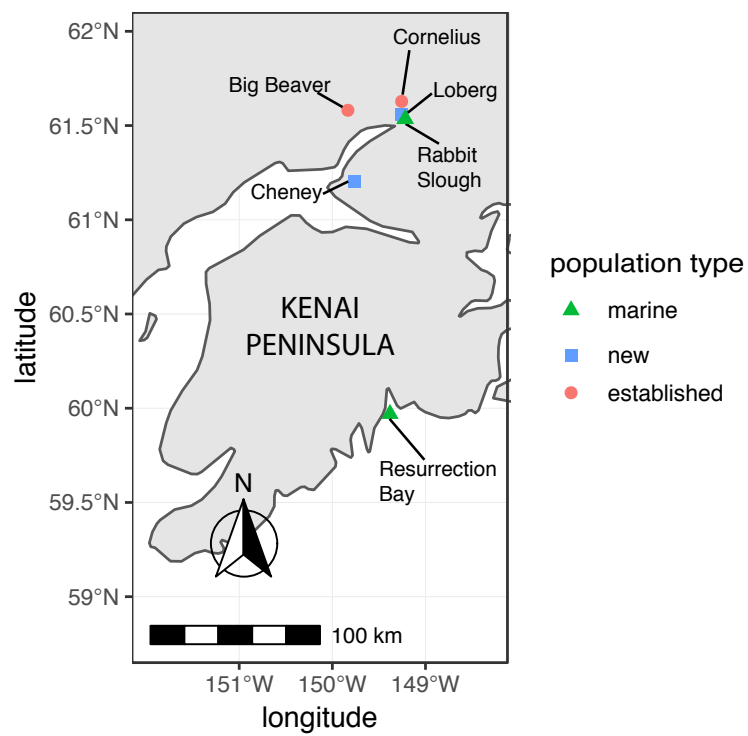 62°N
61.5°N
61°N
60.5°N
60°N
59.5°N
59°N
latitude
Cornelius
Big Beaver
Loberg
Rabbit
Slough
Cheney
KENAI
PENINSULA
Resurrection
Bay
N
100 km
151°W 150°W 149°W
longitude
population type
marine
new
established